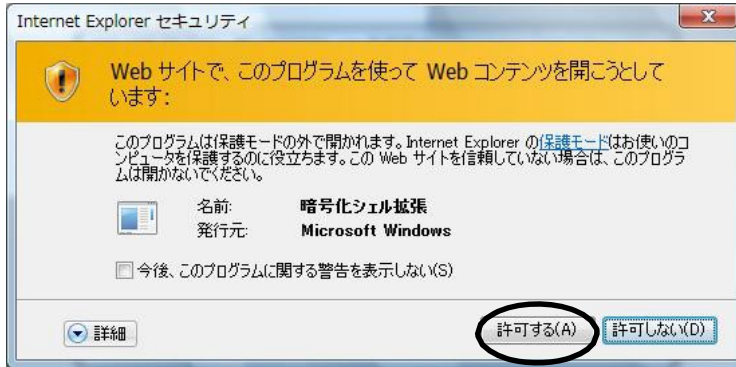 Internet Explorer セキュリティ
Web サイトで、このプログラムを使って Web コンテンツを開こうとして
います:
このプログラムは保護モードの外で開かれます。Internet Explorer の保護モードはお使いのコ
ンピュータを保護するのに役立ちます。この Web サイトを信頼していない場合は、このプログラ
ムは開かないでください。
名前: 暗号化シェル拡張
発行元: Microsoft Windows
今後、このプログラムに関する警告を表示しない(S)
詳細 許可する(A) 許可しない(D)